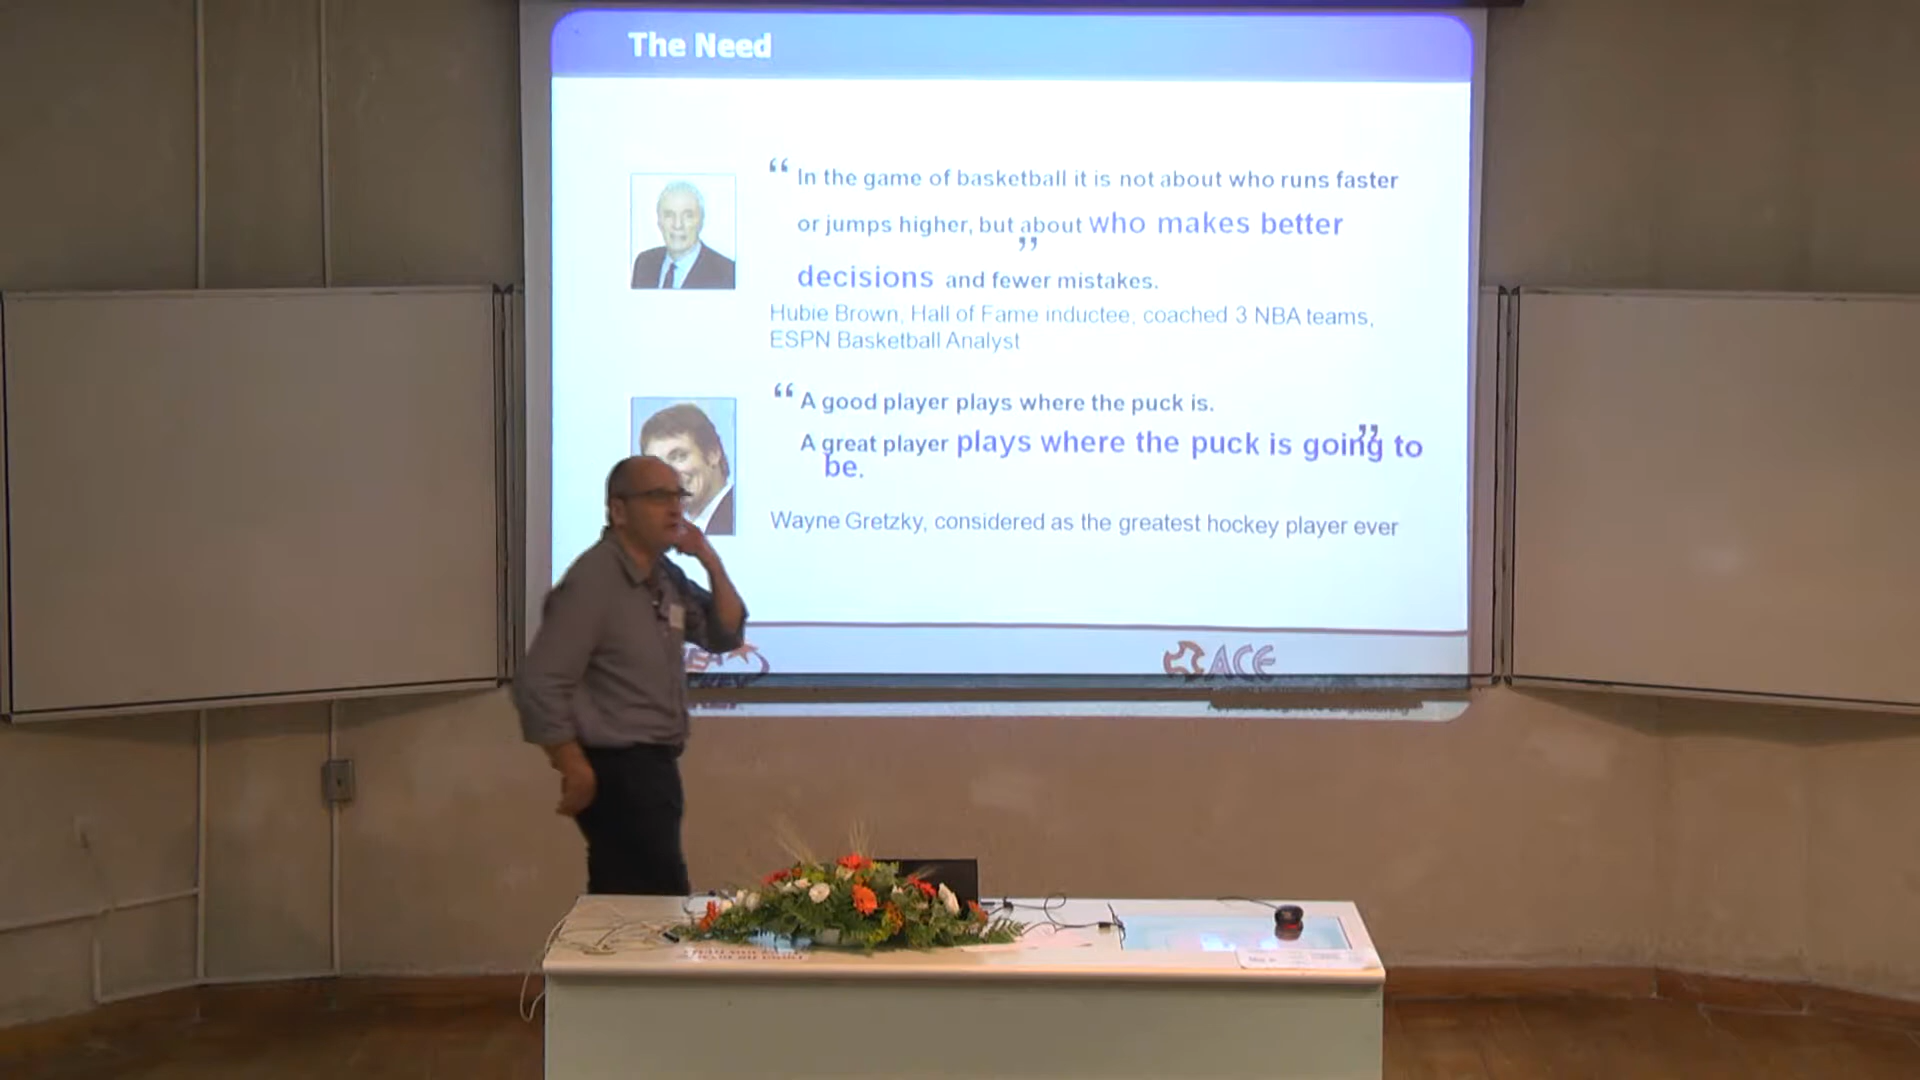 The Need
“ In the game of basketball it is not about who runs faster
or jumps higher, but about who makes better
”
decisions and fewer mistakes.
Hubie Brown, Hall of Fame inductee, coached 3 NBA teams,
ESPN Basketball Analyst
“ A good player plays where the puck is.
A great player plays where the puck is going to
”
be.
Wayne Gretzky, considered as the greatest hockey player ever
ACE